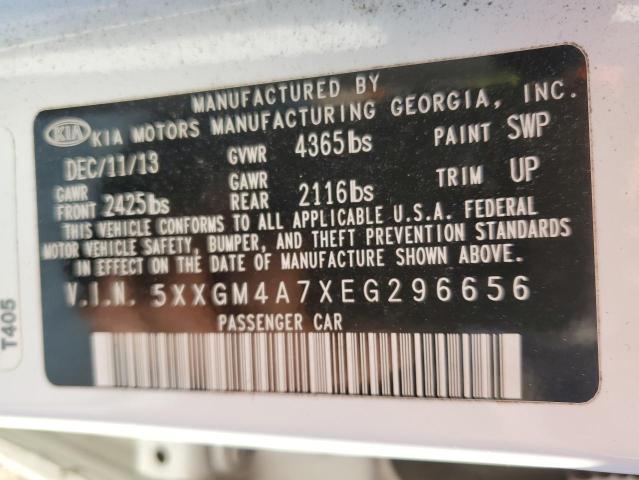 MANUFACTURED BY
KIA KIA MOTORS MANUFACTURING GEORGIA, INC.
DEC/11/13 GVWR 4365lbs PAINT SWP
GAWR FRONT 2425lbs GAWR REAR 2116lbs TRIM UP
THIS VEHICLE CONFORMS TO ALL APPLICABLE U.S.A. FEDERAL
MOTOR VEHICLE SAFETY, BUMPER, AND THEFT PREVENTION STANDARDS
IN EFFECT ON THE DATE OF MANUFACTURE SHOWN ABOVE.
V.I.N. 5XXGM4A7XEG296656
PASSENGER CAR
T405